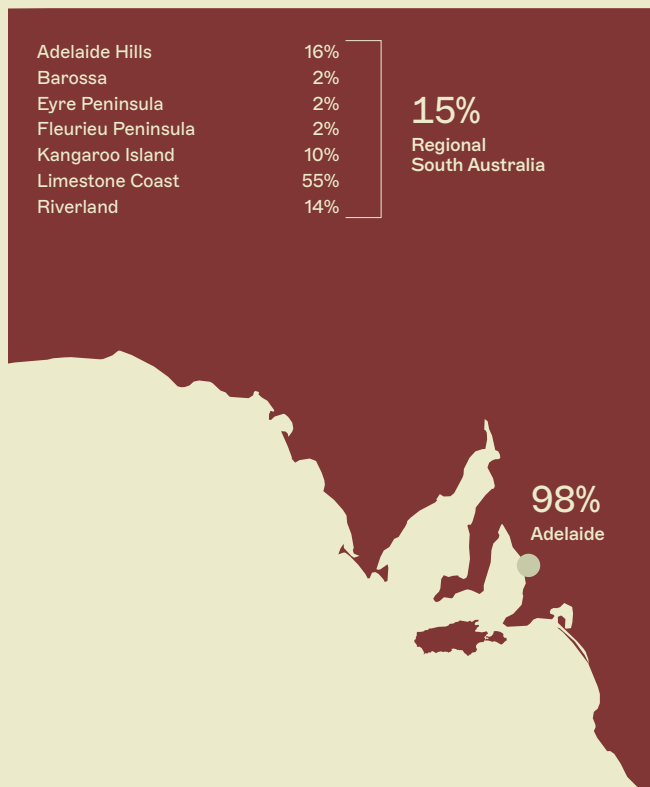 Adelaide Hills 16%
Barossa 2%
Eyre Peninsula 2%
Fleurieu Peninsula 2%
Kangaroo Island 10%
Limestone Coast 55%
Riverland 14%
15%
Regional
South Australia
98%
Adelaide